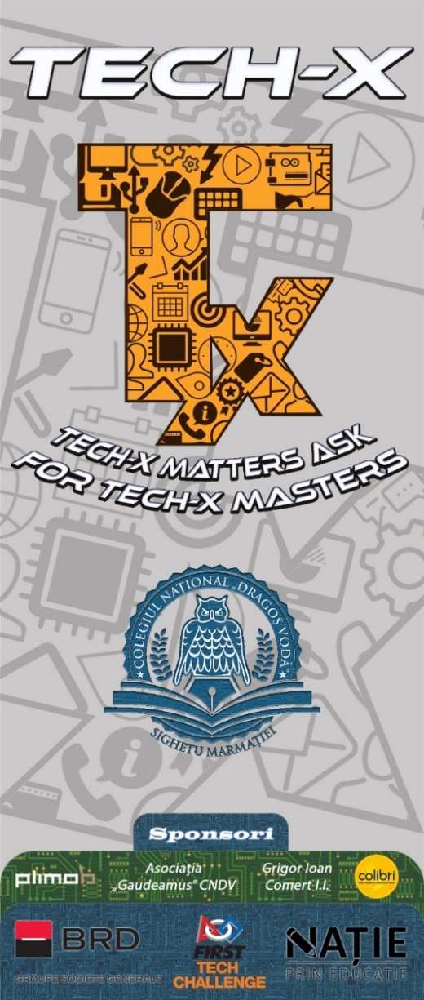 TECH-X
Tx
TECH-X MATTERS ASK
FOR TECH-X MASTERS
COLEGIUL NAȚIONAL „DRAGOȘ VODĂ”
SIGHETU MARMAȚIEI
Sponsori
plimob
Asociația
„Gaudeamus” CNDV
Grigor Ioan
Comert I.I.
colibri
BRD
GROUPE SOCIETE GENERALE
FIRST
TECH
CHALLENGE
NAȚIE
PRIN EDUCAȚIE